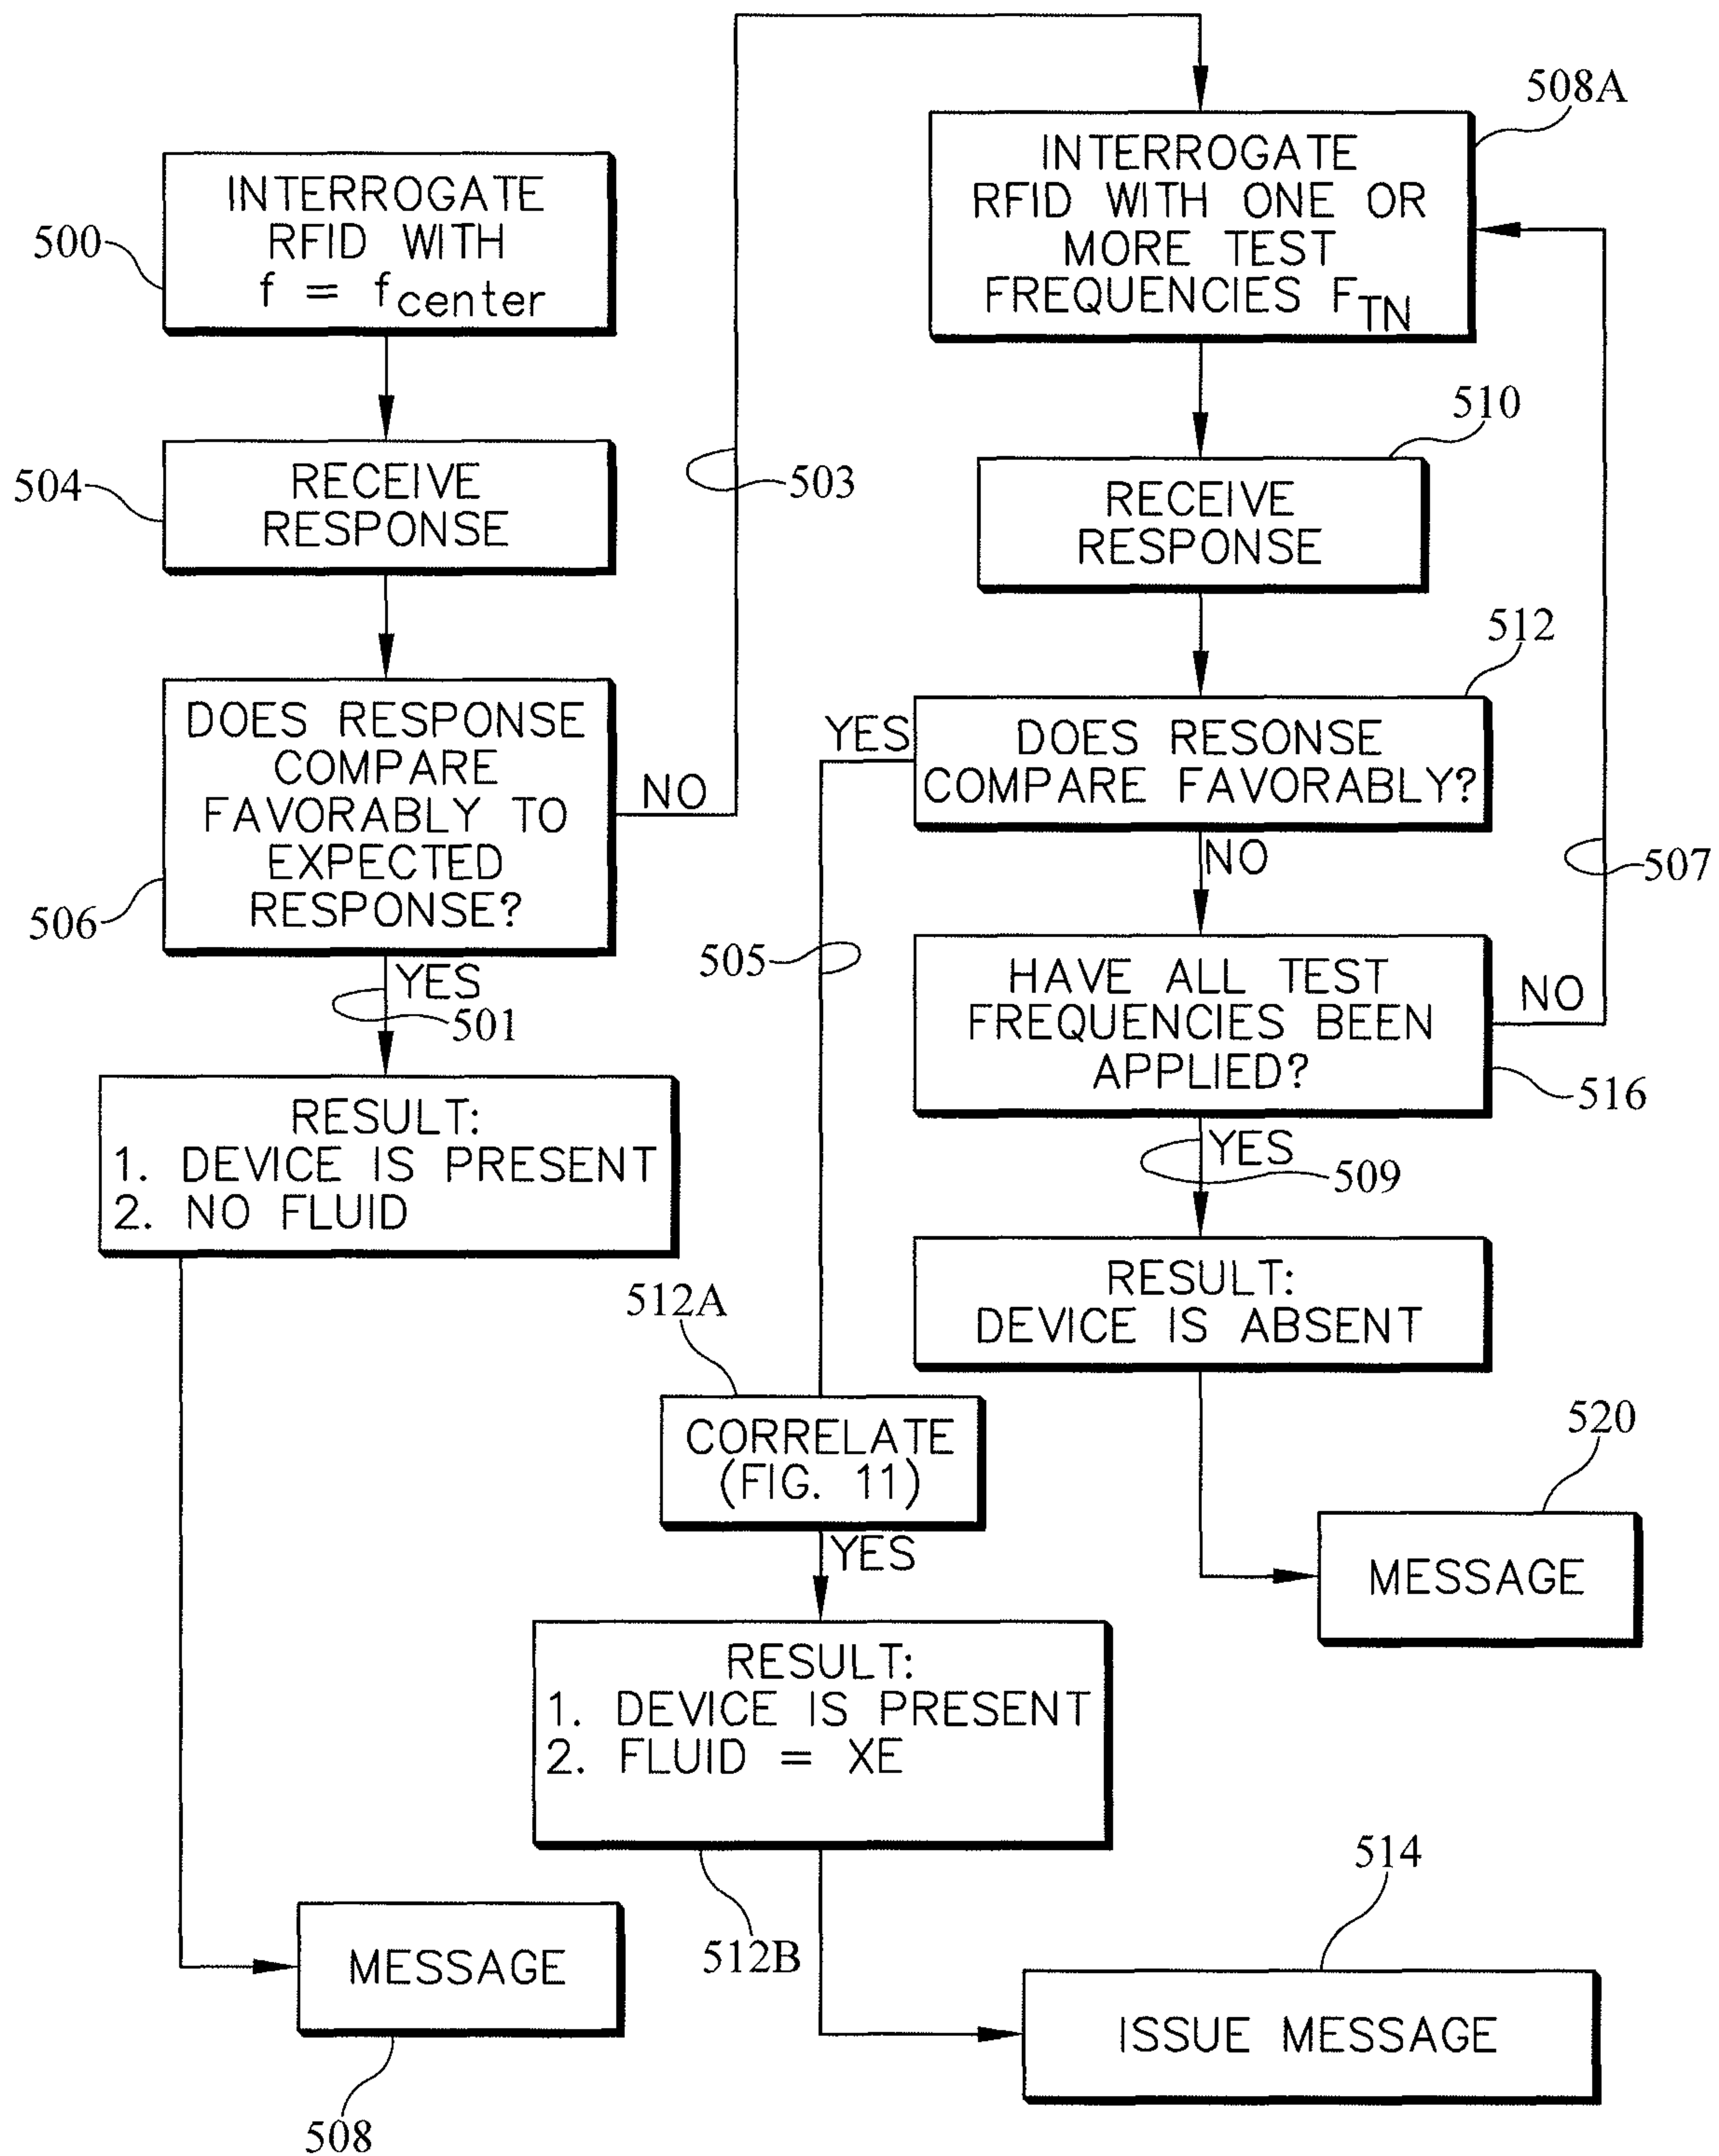 500
INTERROGATE
RFID WITH
f = fcenter
504
RECEIVE
RESPONSE
506
DOES RESPONSE
COMPARE
FAVORABLY TO
EXPECTED
RESPONSE?
NO
503
YES
501
RESULT:
1. DEVICE IS PRESENT
2. NO FLUID
MESSAGE
508
508A
INTERROGATE
RFID WITH ONE OR
MORE TEST
FREQUENCIES FTN
510
RECEIVE
RESPONSE
512
DOES RESONSE
COMPARE FAVORABLY?
YES
505
NO
507
HAVE ALL TEST
FREQUENCIES BEEN
APPLIED?
NO
516
YES
509
RESULT:
DEVICE IS ABSENT
520
MESSAGE
512A
CORRELATE
(FIG. 11)
YES
RESULT:
1. DEVICE IS PRESENT
2. FLUID = XE
512B
514
ISSUE MESSAGE